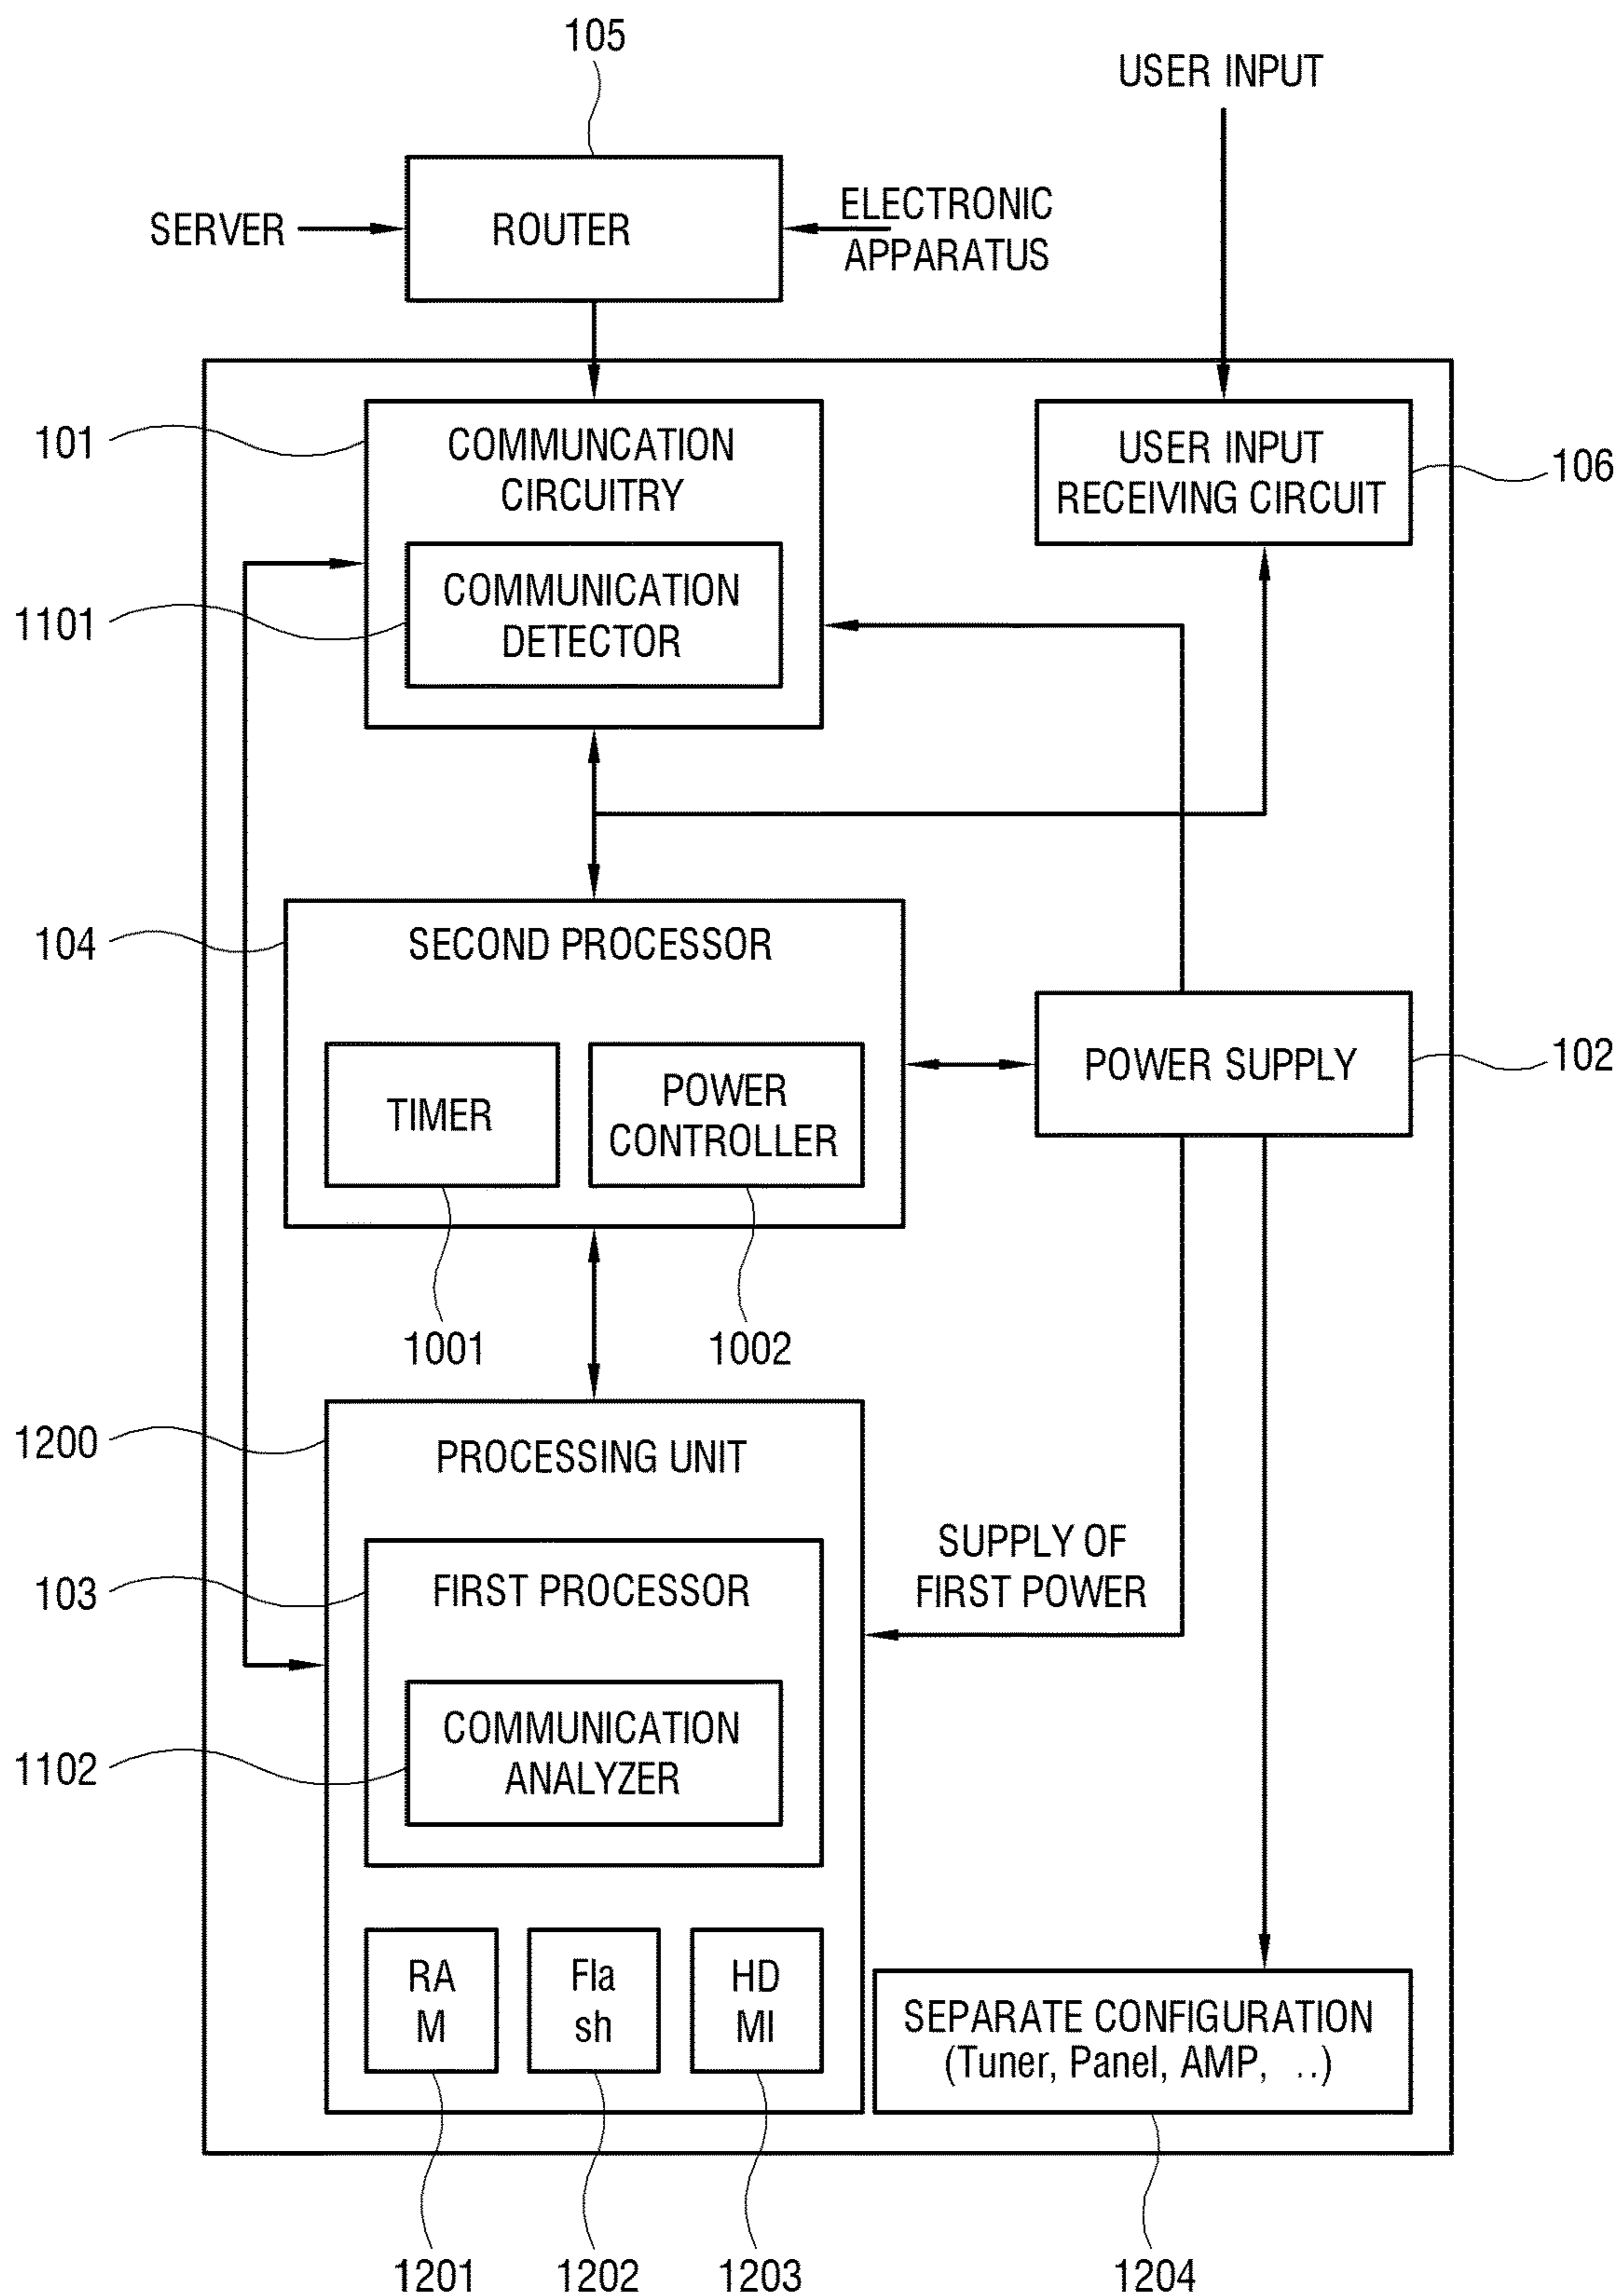 105
USER INPUT
SERVER
ROUTER
ELECTRONIC
APPARATUS
101
COMMUNCATION
CIRCUITRY
USER INPUT
RECEIVING CIRCUIT
106
1101
COMMUNICATION
DETECTOR
104
SECOND PROCESSOR
TIMER
POWER
CONTROLLER
POWER SUPPLY
102
1001
1002
1200
PROCESSING UNIT
SUPPLY OF
FIRST POWER
103
FIRST PROCESSOR
1102
COMMUNICATION
ANALYZER
RA
M
Fla
sh
HD
MI
SEPARATE CONFIGURATION
(Tuner, Panel, AMP, ..)
1201
1202
1203
1204